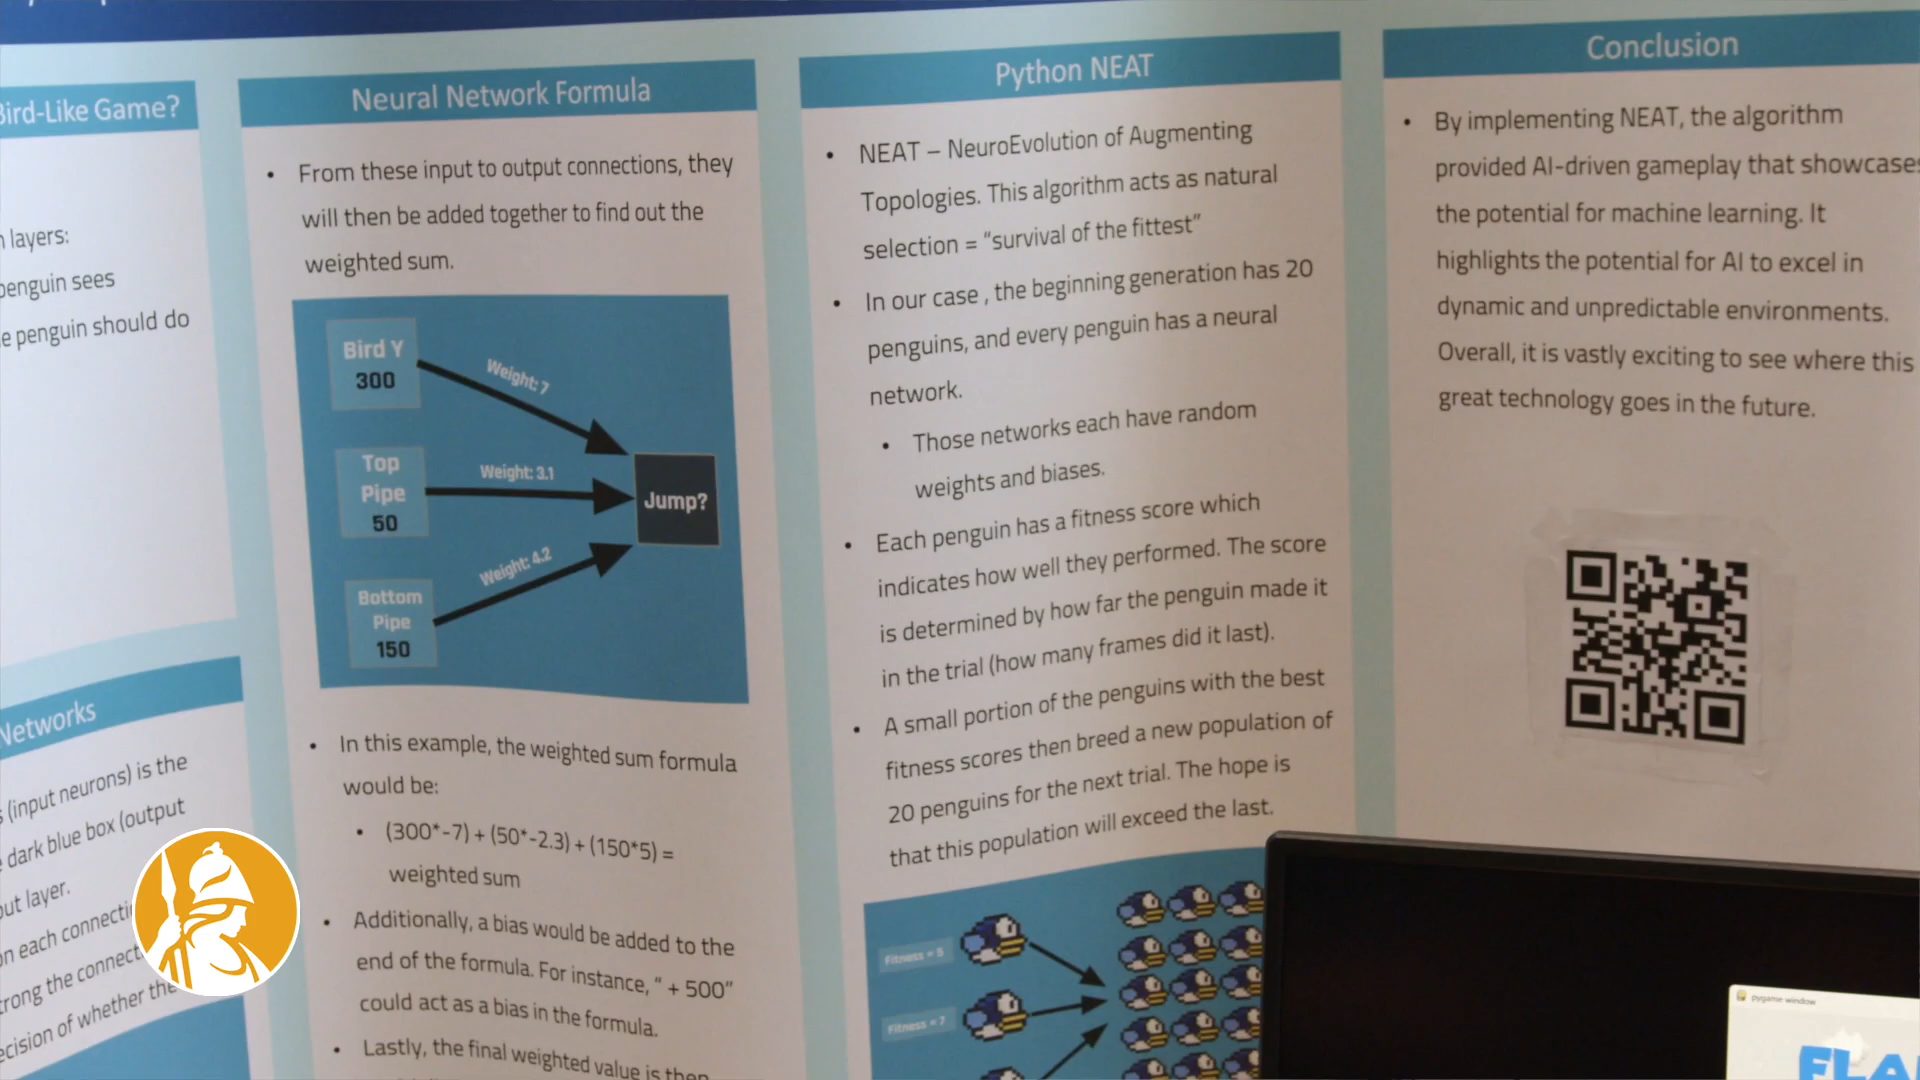 Bird-Like Game?
layers:
penguin sees
penguin should do
Networks
(input neurons) is the
dark blue box (output
layer.
each
the
of whether the
Neural Network Formula
• From these input to output connections, they
will then be added together to find out the
weighted sum.
Bird Y
300
Weight: 7
Top
Pipe
50
Weight: 3.1
Jump?
Bottom
Pipe
150
Weight: 4.2
• In this example, the weighted sum formula
would be:
• (300*-7) + (50*-2.3) + (150*5) =
weighted sum
• Additionally, a bias would be added to the
end of the formula. For instance, “ + 500”
could act as a bias in the formula.
• Lastly, the final weighted value is then
Python NEAT
• NEAT – NeuroEvolution of Augmenting
Topologies. This algorithm acts as natural
selection = “survival of the fittest”
• In our case , the beginning generation has 20
penguins, and every penguin has a neural
network.
• Those networks each have random
weights and biases.
• Each penguin has a fitness score which
indicates how well they performed. The score
is determined by how far the penguin made it
in the trial (how many frames did it last).
• A small portion of the penguins with the best
fitness scores then breed a new population of
20 penguins for the next trial. The hope is
that this population will exceed the last.
Fitness = 5
Fitness = 7
Conclusion
• By implementing NEAT, the algorithm
provided AI-driven gameplay that showcases
the potential for machine learning. It
highlights the potential for AI to excel in
dynamic and unpredictable environments.
Overall, it is vastly exciting to see where this
great technology goes in the future.
pygame window
FLA